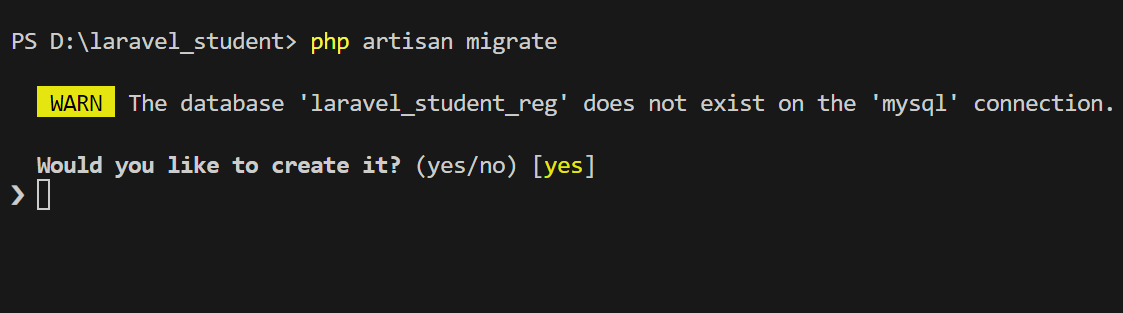 PS D:\laravel_student> php artisan migrate
WARN The database 'laravel_student_reg' does not exist on the 'mysql' connection.
Would you like to create it? (yes/no) [yes]
❯